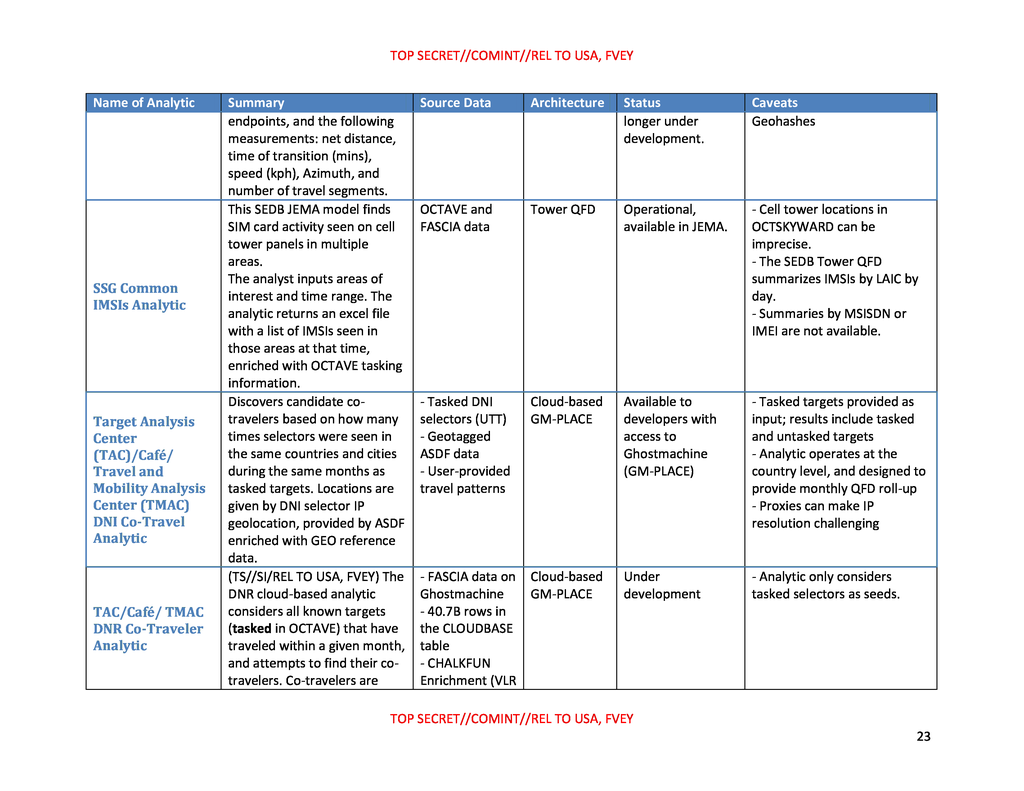 TOP SECRET//COMINT//REL TO USA, FVEY
Name of Analytic
Summary
Source Data
Architecture
Status
Caveats
endpoints, and the following
measurements: net distance,
time of transition (mins),
speed (kph), Azimuth, and
number of travel segments.
longer under
development.
Geohashes
SSG Common
IMSIs Analytic
This SEDB JEMA model finds
SIM card activity seen on cell
tower panels in multiple
areas.
The analyst inputs areas of
interest and time range. The
analytic returns an excel file
with a list of IMSIs seen in
those areas at that time,
enriched with OCTAVE tasking
information.
OCTAVE and
FASCIA data
Tower QFD
Operational,
available in JEMA.
- Cell tower locations in
OCTSKYWARD can be
imprecise.
- The SEDB Tower QFD
summarizes IMSIs by LAIC by
day.
- Summaries by MSISDN or
IMEI are not available.
Target Analysis
Center
(TAC)/Café/
Travel and
Mobility Analysis
Center (TMAC)
DNI Co-Travel
Analytic
Discovers candidate co-
travelers based on how many
times selectors were seen in
the same countries and cities
during the same months as
tasked targets. Locations are
given by DNI selector IP
geolocation, provided by ASDF
enriched with GEO reference
data.
- Tasked DNI
selectors (UTT)
- Geotagged
ASDF data
- User-provided
travel patterns
Cloud-based
GM-PLACE
Available to
developers with
access to
Ghostmachine
(GM-PLACE)
- Tasked targets provided as
input; results include tasked
and untasked targets
- Analytic operates at the
country level, and designed to
provide monthly QFD roll-up
- Proxies can make IP
resolution challenging
TAC/Café/ TMAC
DNR Co-Traveler
Analytic
(TS//SI/REL TO USA, FVEY) The
DNR cloud-based analytic
considers all known targets
(tasked in OCTAVE) that have
traveled within a given month,
and attempts to find their co-
travelers. Co-travelers are
- FASCIA data on
Ghostmachine
- 40.7B rows in
the CLOUDBASE
table
- CHALKFUN
Enrichment (VLR
Cloud-based
GM-PLACE
Under
development
- Analytic only considers
tasked selectors as seeds.
TOP SECRET//COMINT//REL TO USA, FVEY
23